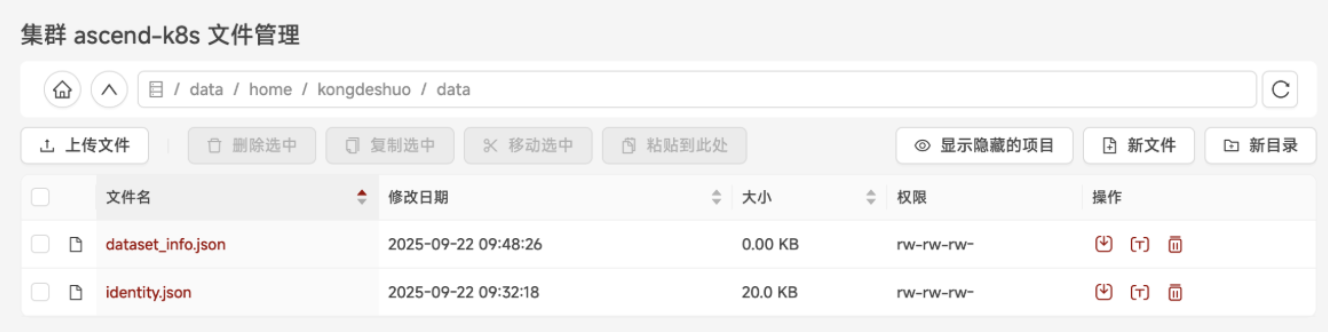 集群 ascend-k8s 文件管理
/ data / home / kongdeshuo / data
上传文件 删除选中 复制选中 移动选中 粘贴到此处 显示隐藏的项目 新文件 新目录
文件名 修改日期 大小 权限 操作
dataset_info.json 2025-09-22 09:48:26 0.00 KB rw-rw-rw-
identity.json 2025-09-22 09:32:18 20.0 KB rw-rw-rw-